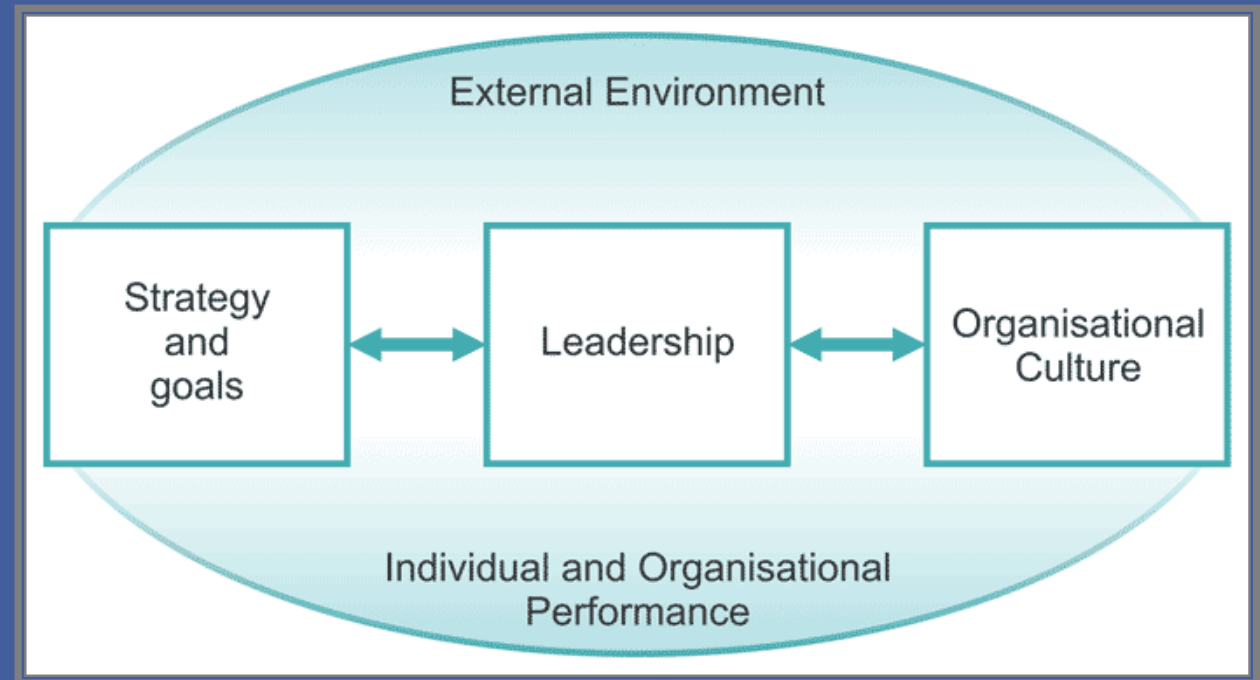 External Environment
Strategy
and
goals
Leadership
Organisational
Culture
Individual and Organisational
Performance